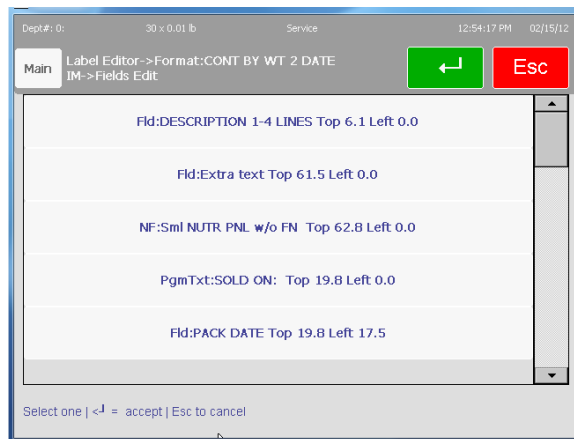 Dept#: 0: 30 x 0.01 lb Service 12:54:17 PM 02/15/12
Main
Label Editor->Format:CONT BY WT 2 DATE
IM->Fields Edit
Esc
Fld:DESCRIPTION 1-4 LINES Top 6.1 Left 0.0
Fld:Extra text Top 61.5 Left 0.0
NF:Sml NUTR PNL w/o FN Top 62.8 Left 0.0
PgmTxt:SOLD ON: Top 19.8 Left 0.0
Fld:PACK DATE Top 19.8 Left 17.5
Select one | <┘ = accept | Esc to cancel